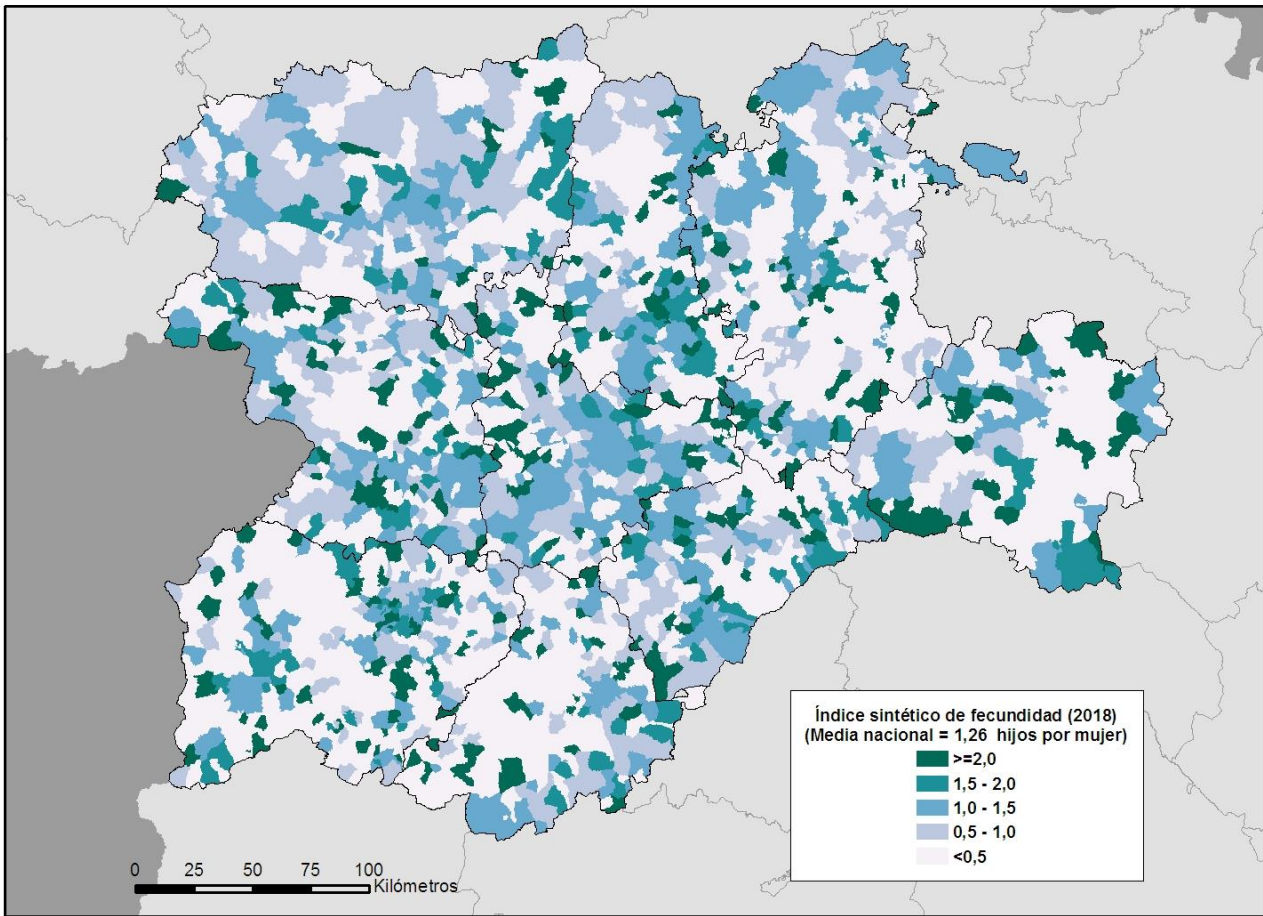 Índice sintético de fecundidad (2018)
(Media nacional = 1,26 hijos por mujer)
>=2,0
1,5 - 2,0
1,0 - 1,5
0,5 - 1,0
<0,5
0 25 50 75 100
Kilómetros